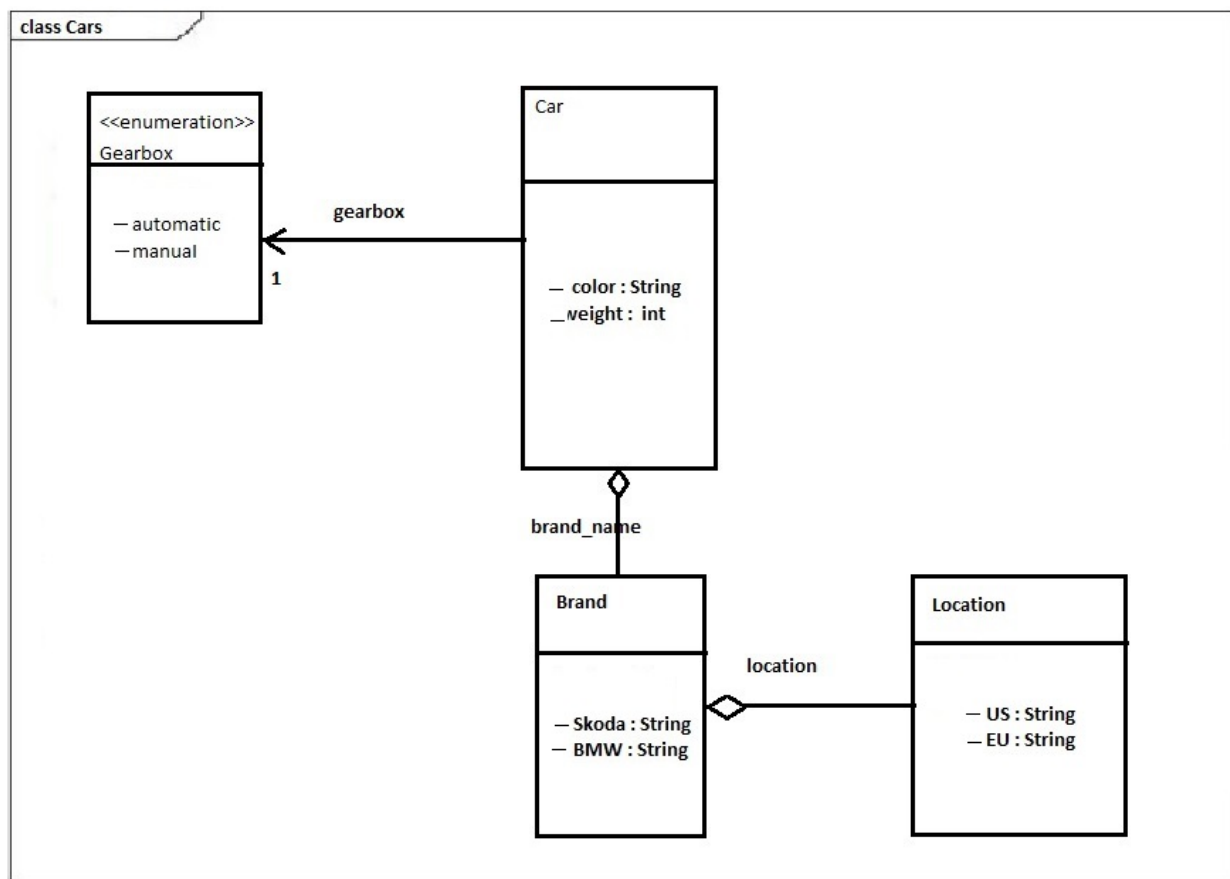 class Cars
<<enumeration>>
Gearbox
— automatic
— manual
gearbox
1
Car
— color : String
_veight : int
brand_name
Brand
— Skoda : String
— BMW : String
location
Location
— US : String
— EU : String